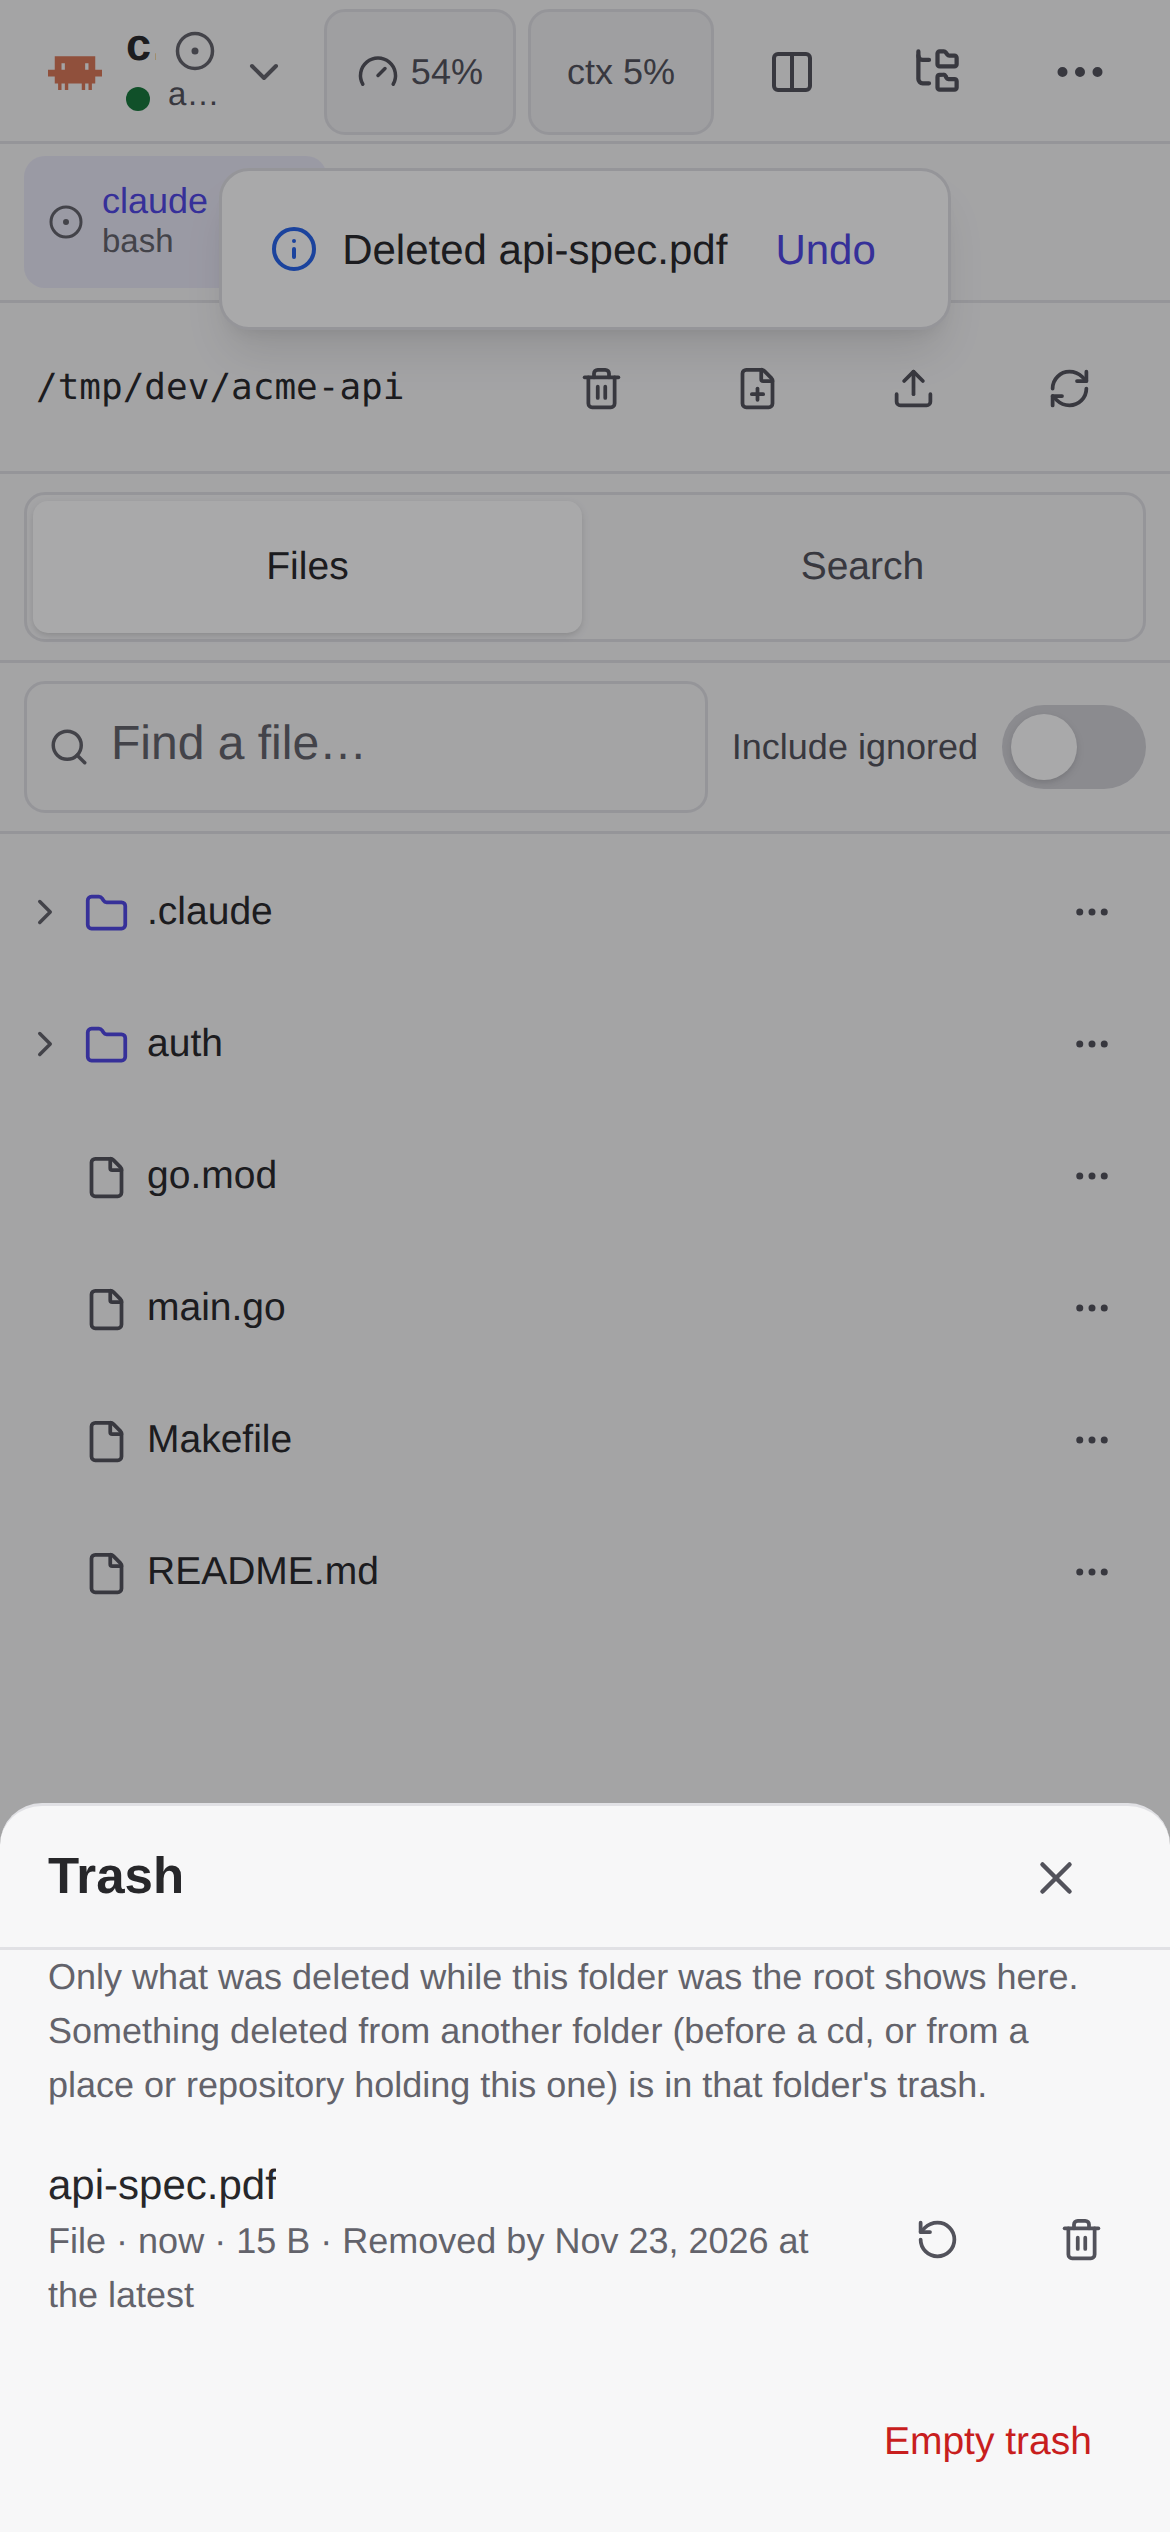 c
a…
54%
ctx 5%
claude
bash
Deleted api-spec.pdf Undo
/tmp/dev/acme-api
Files
Search
Find a file…
Include ignored
.claude
auth
go.mod
main.go
Makefile
README.md
Trash
Only what was deleted while this folder was the root shows here.
Something deleted from another folder (before a cd, or from a
place or repository holding this one) is in that folder's trash.
api-spec.pdf
File · now · 15 B · Removed by Nov 23, 2026 at
the latest
Empty trash